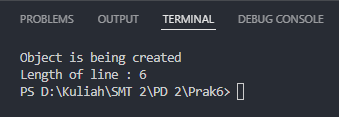 PROBLEMS OUTPUT TERMINAL DEBUG CONSOLE
Object is being created
Length of line : 6
PS D:\Kuliah\SMT 2\PD 2\Prak6>